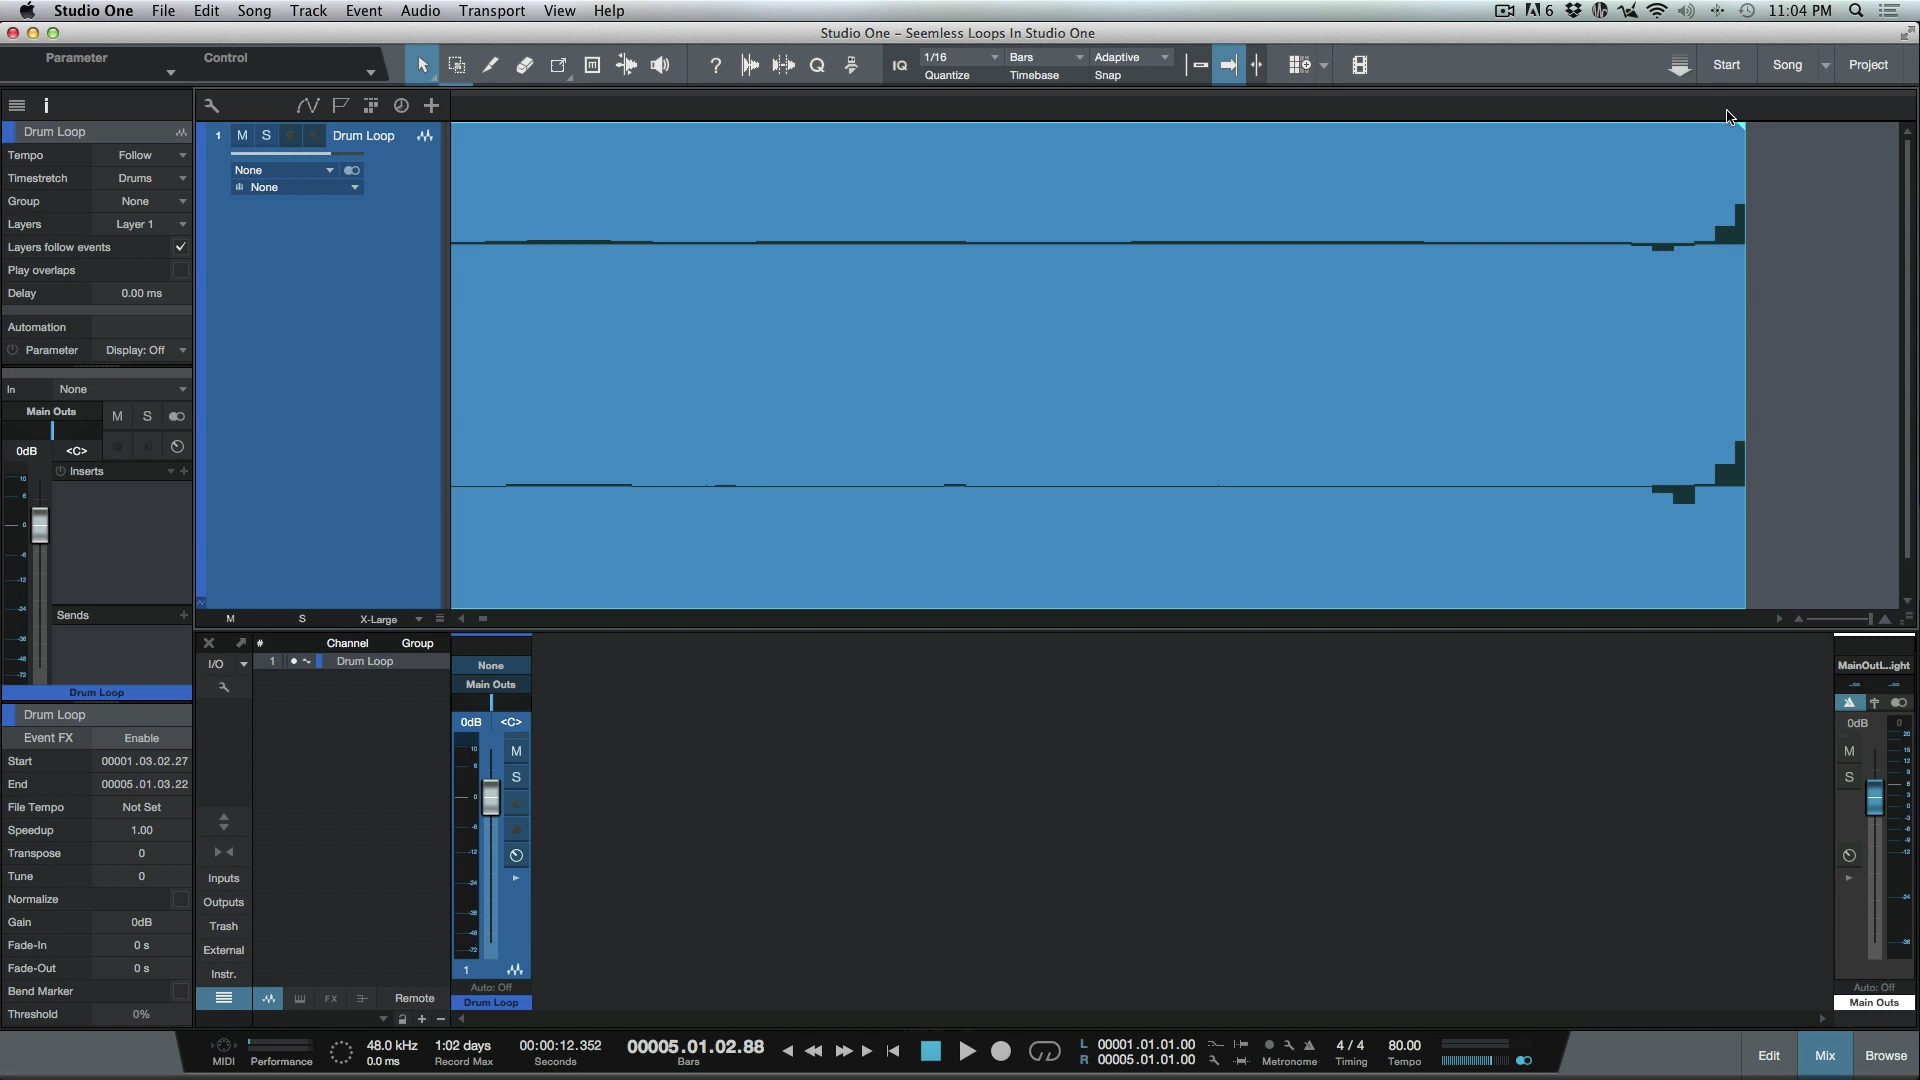 Studio One File Edit Song Track Event Audio Transport View Help 6 11:04 PM
Studio One – Seemless Loops In Studio One
Parameter Control
IQ 1/16 Quantize Bars Timebase Adaptive Snap
Start Song Project
Drum Loop
Tempo Follow
Timestretch Drums
Group None
Layers Layer 1
Layers follow events
Play overlaps
Delay 0.00 ms
Automation
Parameter Display: Off
In None
Main Outs M S
0dB <C>
Inserts
Sends
Drum Loop
Drum Loop
Event FX Enable
Start 00001.03.02.27
End 00005.01.03.22
File Tempo Not Set
Speedup 1.00
Transpose 0
Tune 0
Normalize
Gain 0dB
Fade-In 0 s
Fade-Out 0 s
Bend Marker
Threshold 0%
1 M S Drum Loop
None
None
M S X-Large
# Channel Group
I/O 1 Drum Loop
Inputs
Outputs
Trash
External
Instr.
FX Remote
None
Main Outs
0dB <C>
M
S
1
Auto: Off
Drum Loop
MainOutL...ight
0dB 0
M
S
Auto: Off
Main Outs
MIDI Performance
48.0 kHz
0.0 ms
1:02 days
Record Max
00:00:12.352
Seconds
00005.01.02.88
Bars
L 00001.01.01.00
R 00005.01.01.00
Metronome
4 / 4
Timing
80.00
Tempo
Edit Mix Browse